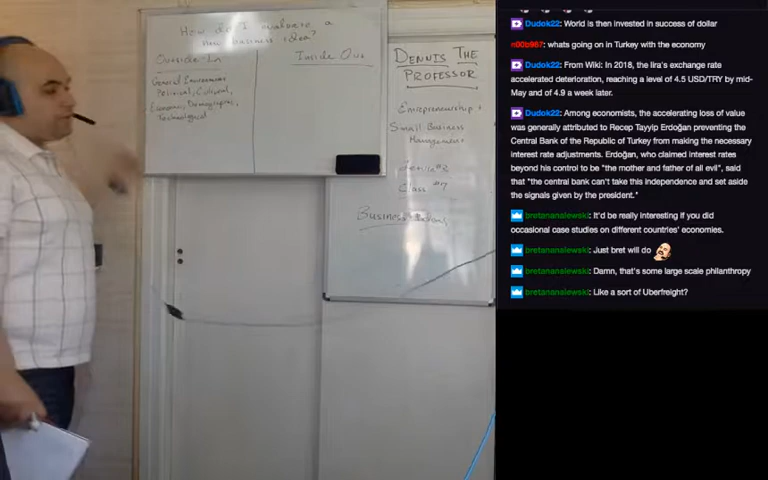 How do I evaluate a
new business idea?
Outside In
General Environment
Political, Cultural,
Economic, Demographic,
Technological
Inside Out
DENNIS THE
PROFESSOR
Entrepreneurship &
Small Business
Management
Series #2
Class #7
Business
Dudok22: World is then invested in success of dollar
n00b967: whats going on in Turkey with the economy
Dudok22: From Wiki: In 2018, the lira's exchange rate
accelerated deterioration, reaching a level of 4.5 USD/TRY by mid-
May and of 4.9 a week later.
Dudok22: Among economists, the accelerating loss of value
was generally attributed to Recep Tayyip Erdoğan preventing the
Central Bank of the Republic of Turkey from making the necessary
interest rate adjustments. Erdoğan, who claimed interest rates
beyond his control to be "the mother and father of all evil", said
that "the central bank can't take this independence and set aside
the signals given by the president."
bretananalewski: It'd be really interesting if you did
occasional case studies on different countries' economies.
bretananalewski: Just bret will do
bretananalewski: Damn, that's some large scale philanthropy
bretananalewski: Like a sort of Uberfreight?